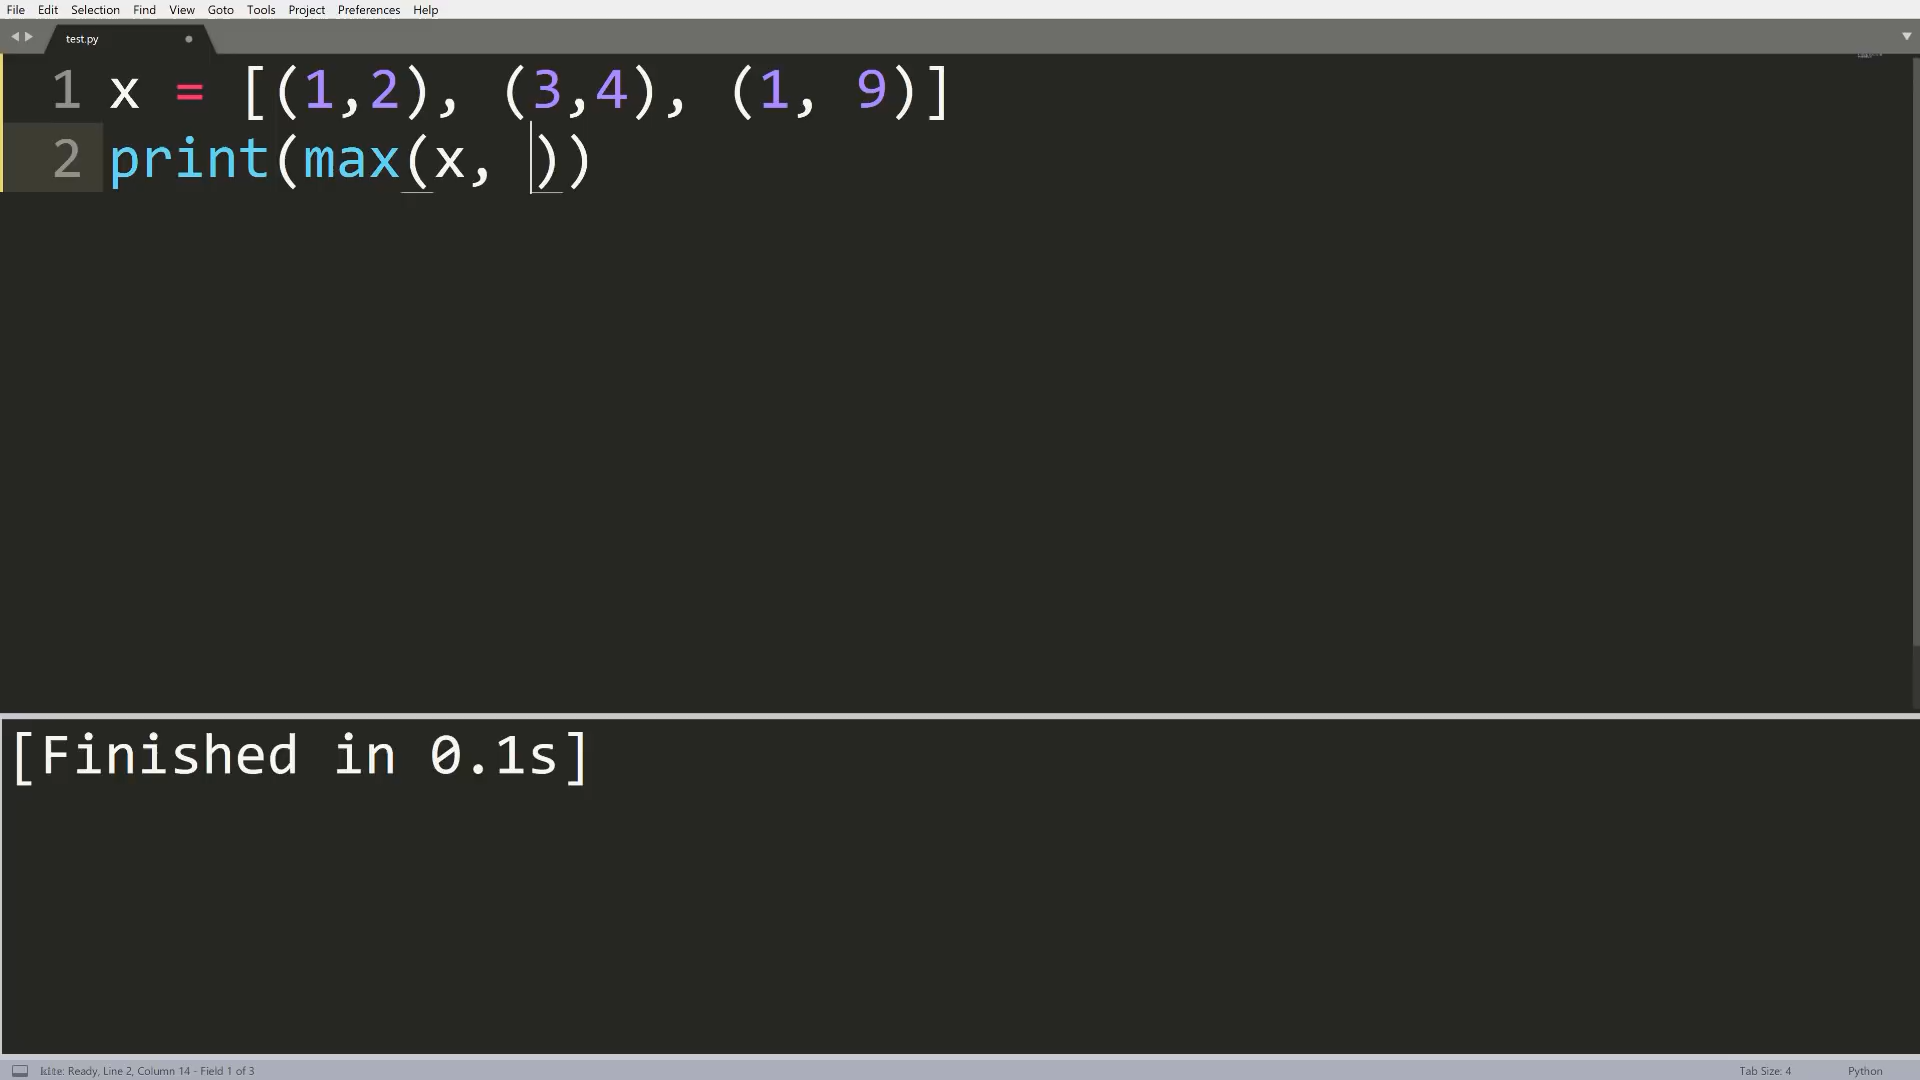 File Edit Selection Find View Goto Tools Project Preferences Help
test.py
1 x = [(1,2), (3,4), (1, 9)]
2 print(max(x, ))
[Finished in 0.1s]
kite: Ready, Line 2, Column 14 - Field 1 of 3 Tab Size: 4 Python